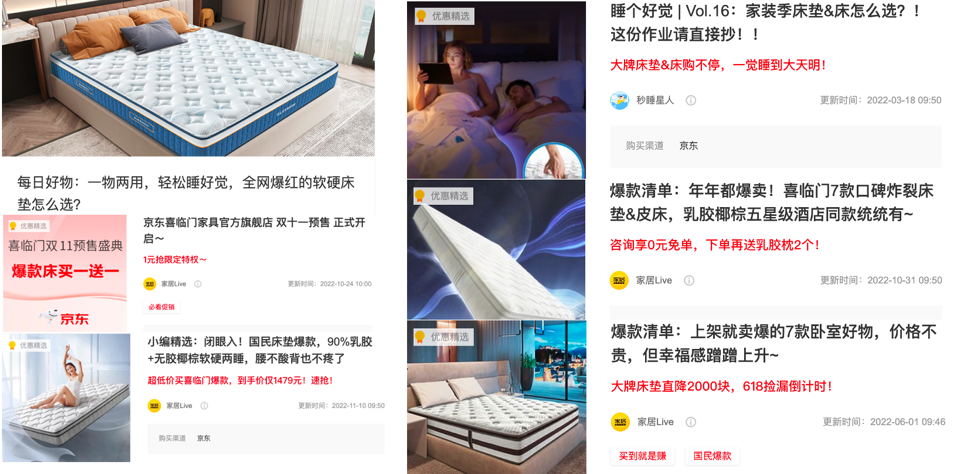 每日好物：一物两用，轻松睡好觉，全网爆红的软硬床
垫怎么选?
优惠精选
喜临门双11预售盛典
爆款床买一送一
京东
京东喜临门家具官方旗舰店 双十一预售 正式开
启～
1元抢限定特权～
家居Live
更新时间：2022-10-24 10:00
必看促销
优惠精选
小编精选：闭眼入！国民床垫爆款，90%乳胶
+无胶椰棕软硬两睡，腰不酸背也不疼了
超低价买喜临门爆款，到手价仅1479元！速抢！
家居Live
更新时间：2022-11-10 09:50
购买渠道 京东
优惠精选
睡个好觉 | Vol.16：家装季床垫&床怎么选？！
这份作业请直接抄！！
大牌床垫&床购不停，一觉睡到大天明！
秒睡星人
更新时间：2022-03-18 09:50
购买渠道 京东
优惠精选
爆款清单：年年都爆卖！喜临门7款口碑炸裂床
垫&皮床，乳胶椰棕五星级酒店同款统统有~
咨询享0元免单，下单再送乳胶枕2个！
家居Live
更新时间：2022-10-31 09:50
优惠精选
爆款清单：上架就卖爆的7款卧室好物，价格不
贵，但幸福感蹭蹭上升~
大牌床垫直降2000块，618捡漏倒计时！
家居Live
更新时间：2022-06-01 09:46
买到就是赚
国民爆款